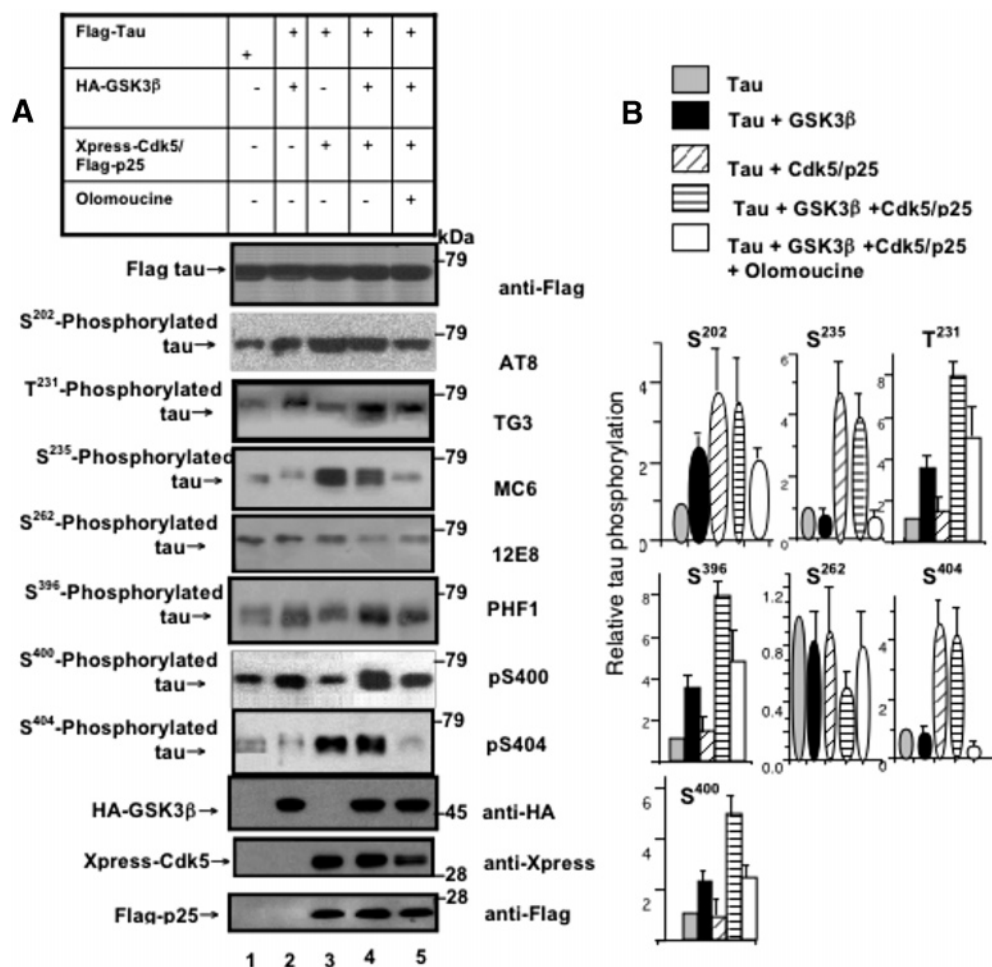 A
Flag-Tau + + + + +
HA-GSK3β - + - + +
Xpress-Cdk5/
Flag-p25 - - + + +
Olomoucine - - - - +
kDa
Flag tau→ 79
anti-Flag
S202-Phosphorylated
tau→ 79
AT8
T231-Phosphorylated
tau→ 79
TG3
S235-Phosphorylated
tau→ 79
MC6
S262-Phosphorylated
tau→ 79
12E8
S396-Phosphorylated
tau→ 79
PHF1
S400-Phosphorylated
tau→ 79
pS400
S404-Phosphorylated
tau→ 79
pS404
HA-GSK3β→ 45 anti-HA
Xpress-Cdk5→ 28 anti-Xpress
Flag-p25→ 28 anti-Flag
1 2 3 4 5
B
Tau
Tau + GSK3β
Tau + Cdk5/p25
Tau + GSK3β +Cdk5/p25
Tau + GSK3β +Cdk5/p25
+ Olomoucine
Relative tau phosphorylation
S202
4
2
0
S235
6
4
2
0
T231
8
6
4
2
S396
8
6
4
2
S262
1.2
0.8
0.4
0.0
S404
4
2
0
S400
6
4
2